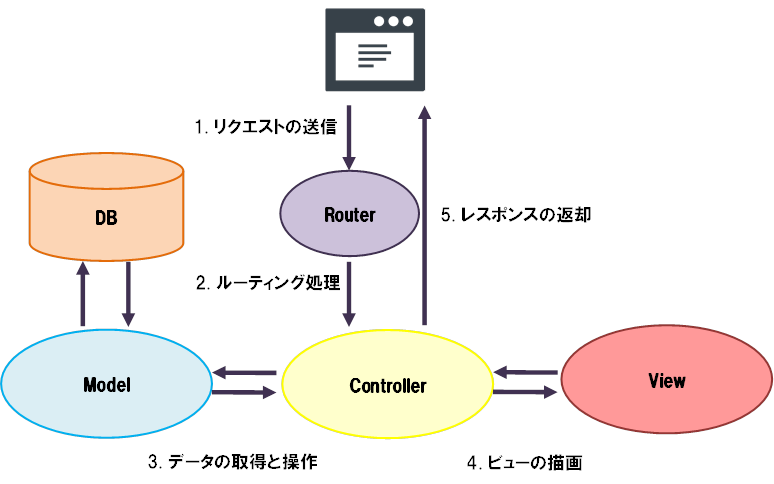 1. リクエストの送信
DB
Router
5. レスポンスの返却
2. ルーティング処理
Model
Controller
View
3. データの取得と操作
4. ビューの描画